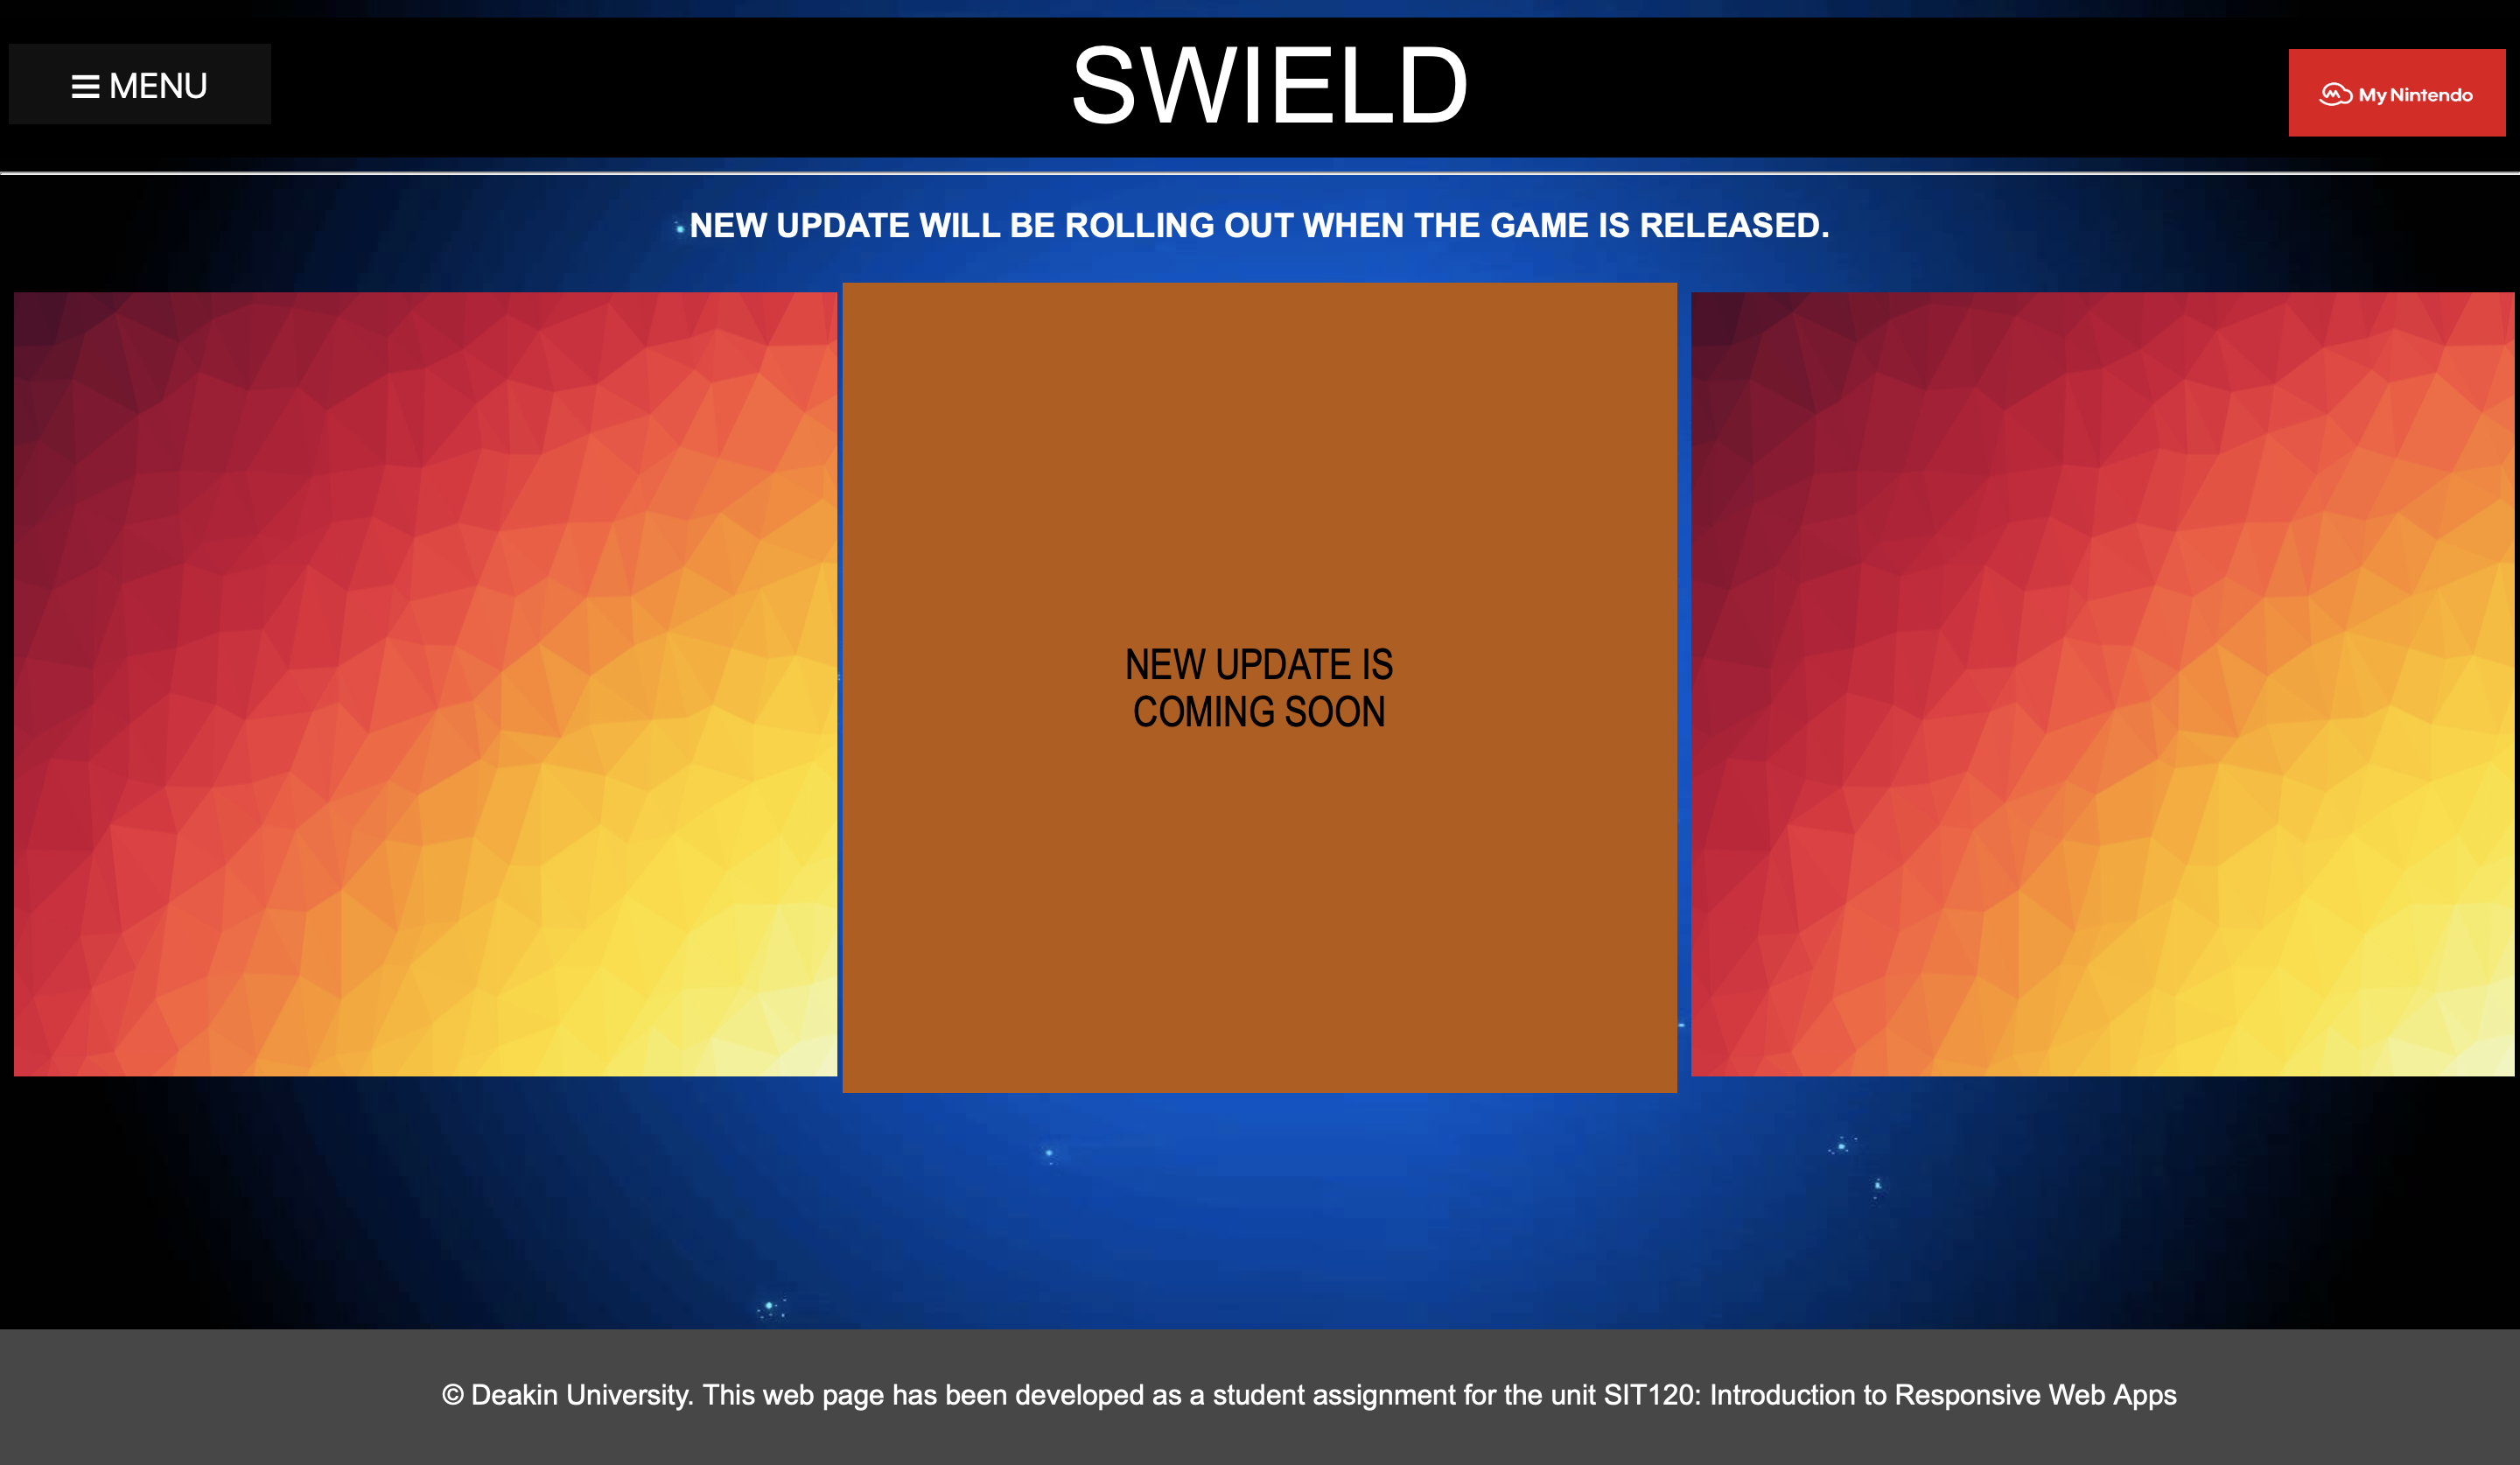 MENU
SWIELD
My Nintendo
NEW UPDATE WILL BE ROLLING OUT WHEN THE GAME IS RELEASED.
NEW UPDATE IS
COMING SOON
© Deakin University. This web page has been developed as a student assignment for the unit SIT120: Introduction to Responsive Web Apps